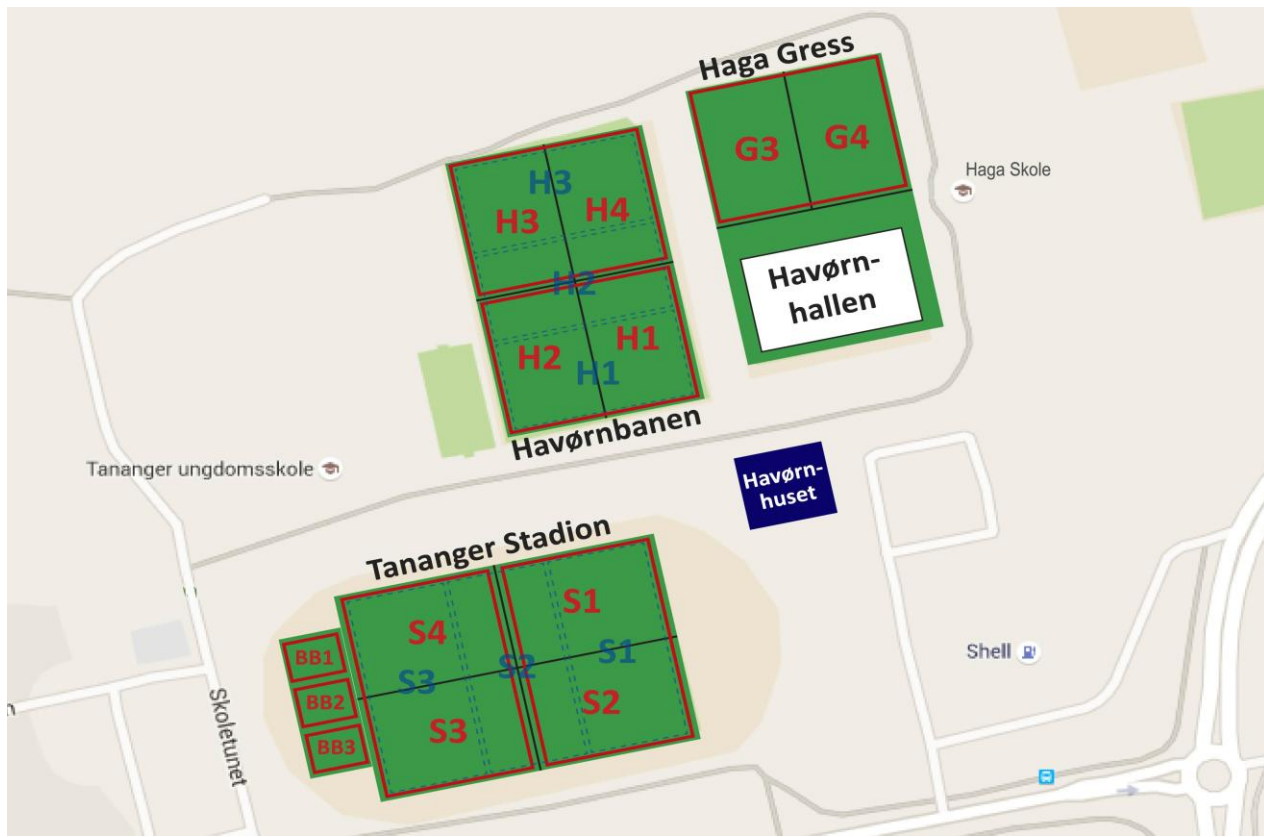 Haga Gress
G3
G4
Haga Skole
H3
H3
H4
Havørn-
hallen
H2
H1
H2
H1
Havørnbanen
Tananger ungdomsskole
Havørn-
huset
Tananger Stadion
S1
S4
BB1
S3
S2
S1
Shell
BB2
S2
S3
BB3
Skoletunet
n